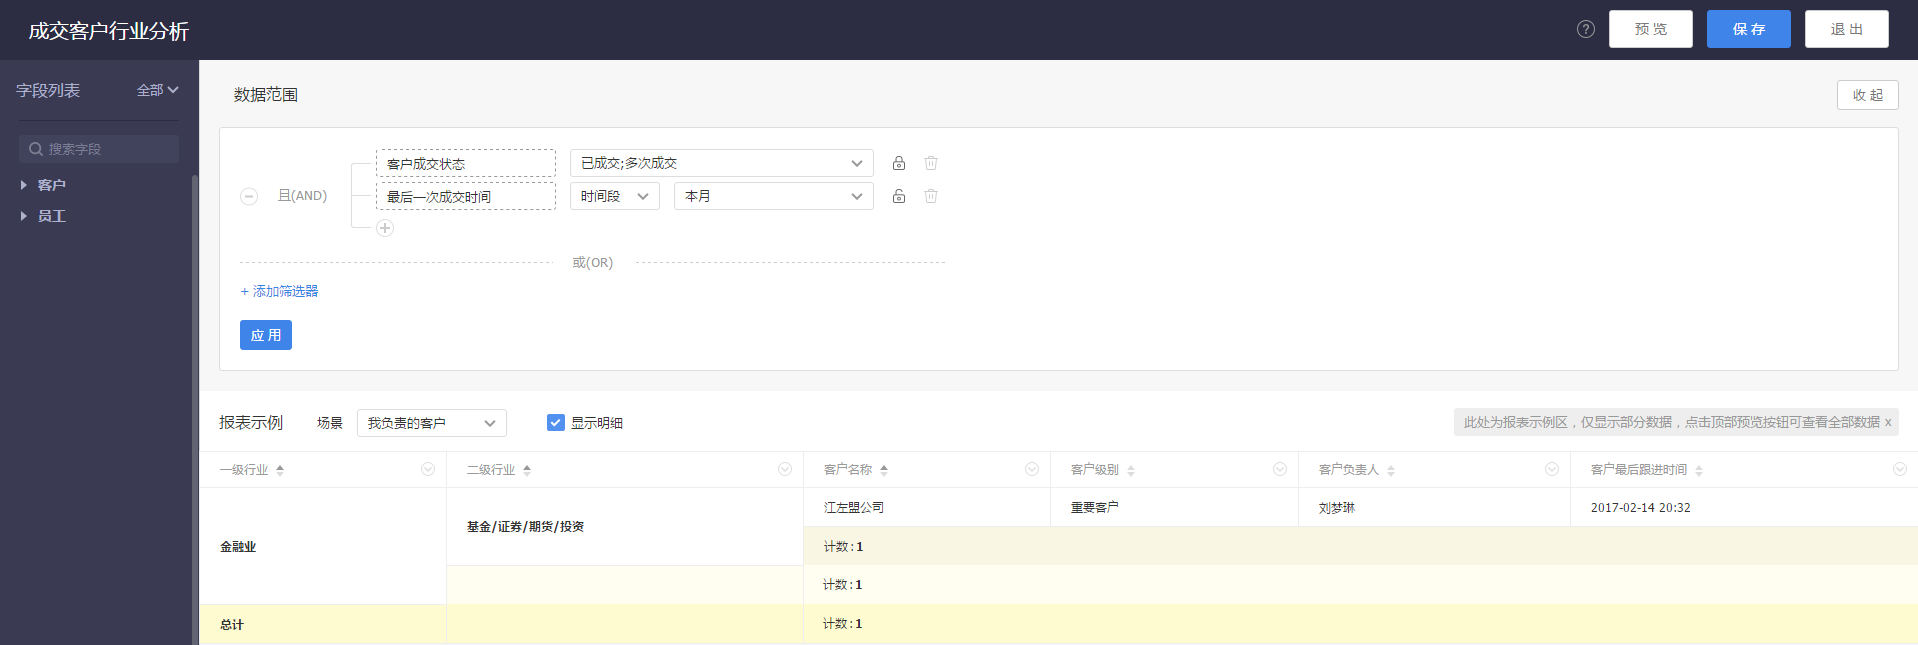 成交客户行业分析
? 预 览 保 存 退 出
字段列表 全部
搜索字段
客户
员工
数据范围 收 起
客户成交状态 已成交;多次成交
且(AND)
最后一次成交时间 时间段 本月
或(OR)
+ 添加筛选器
应 用
报表示例 场景 我负责的客户 显示明细 此处为报表示例区，仅显示部分数据，点击顶部预览按钮可查看全部数据 x
一级行业 二级行业 客户名称 客户级别 客户负责人 客户最后跟进时间
江左盟公司 重要客户 刘梦琳 2017-02-14 20:32
基金/证券/期货/投资
金融业 计数:1
计数:1
总计 计数:1